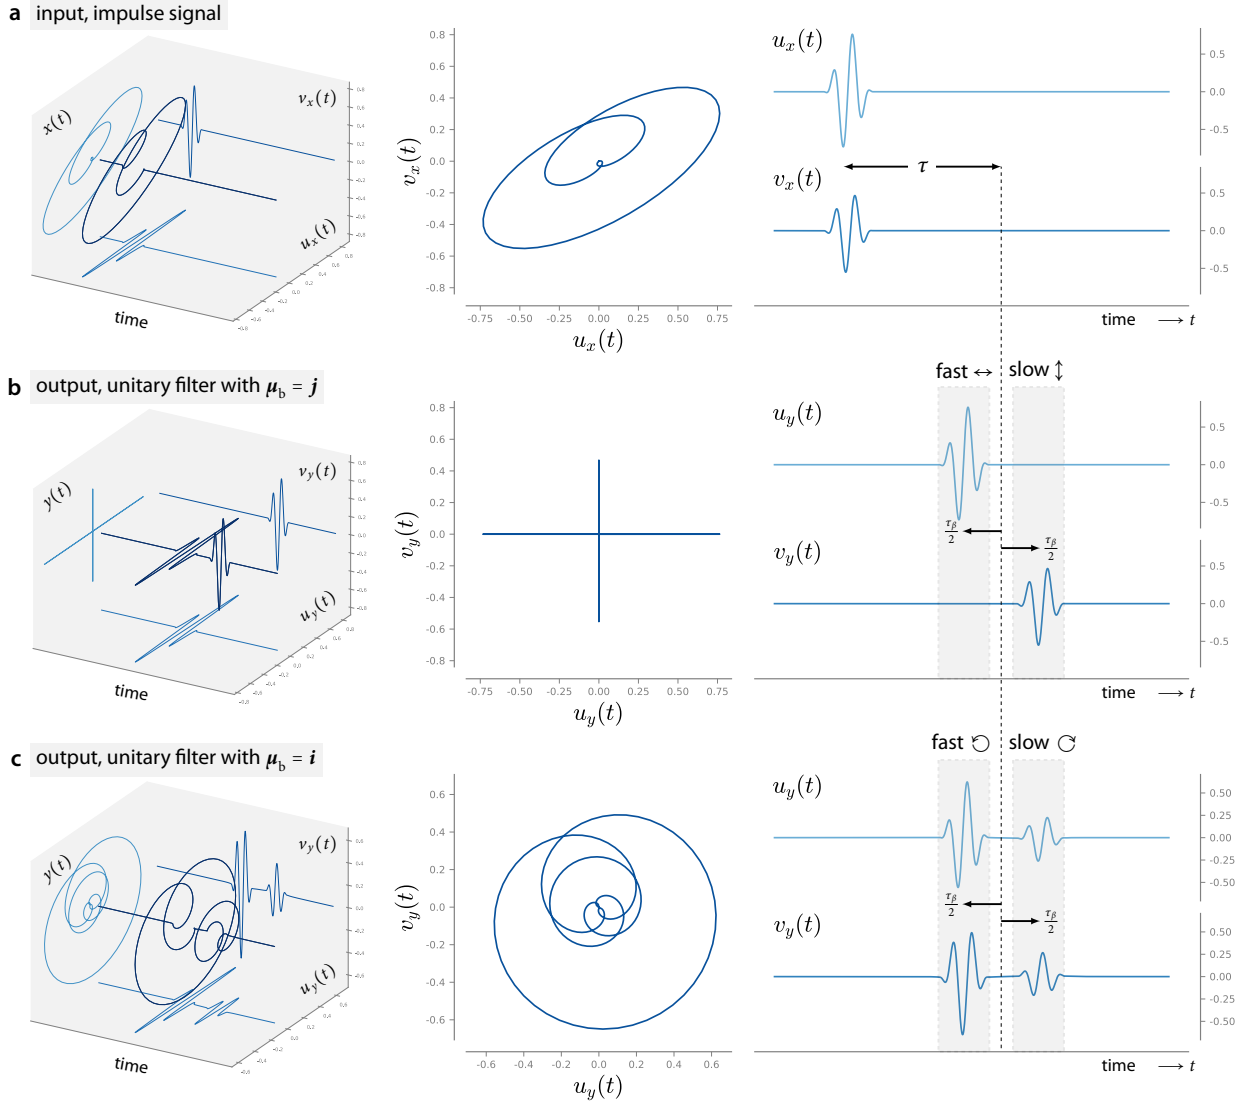 a input, impulse signal
x(t)
v_x(t)
u_x(t)
time
0.8
0.6
0.4
0.2
0.0
-0.2
-0.4
-0.6
-0.8
v_x(t)
-0.75 -0.50 -0.25 0.00 0.25 0.50 0.75
u_x(t)
u_x(t)
0.5
0.0
-0.5
τ
v_x(t)
0.5
0.0
-0.5
time → t
b output, unitary filter with μ_b = j
y(t)
v_y(t)
u_y(t)
time
0.8
0.6
0.4
0.2
0.0
-0.2
-0.4
-0.6
-0.8
v_y(t)
-0.75 -0.50 -0.25 0.00 0.25 0.50 0.75
u_y(t)
fast ↔ slow ↕
u_y(t)
0.5
0.0
-0.5
τ_β/2
τ_β/2
v_y(t)
0.5
0.0
-0.5
time → t
c output, unitary filter with μ_b = i
y(t)
v_y(t)
u_y(t)
time
0.6
0.4
0.2
0.0
-0.2
-0.4
-0.6
v_y(t)
-0.6 -0.4 -0.2 0.0 0.2 0.4 0.6
u_y(t)
fast ↺ slow ↻
u_y(t)
0.50
0.25
0.00
-0.25
-0.50
τ_β/2
τ_β/2
v_y(t)
0.50
0.25
0.00
-0.25
-0.50
time → t